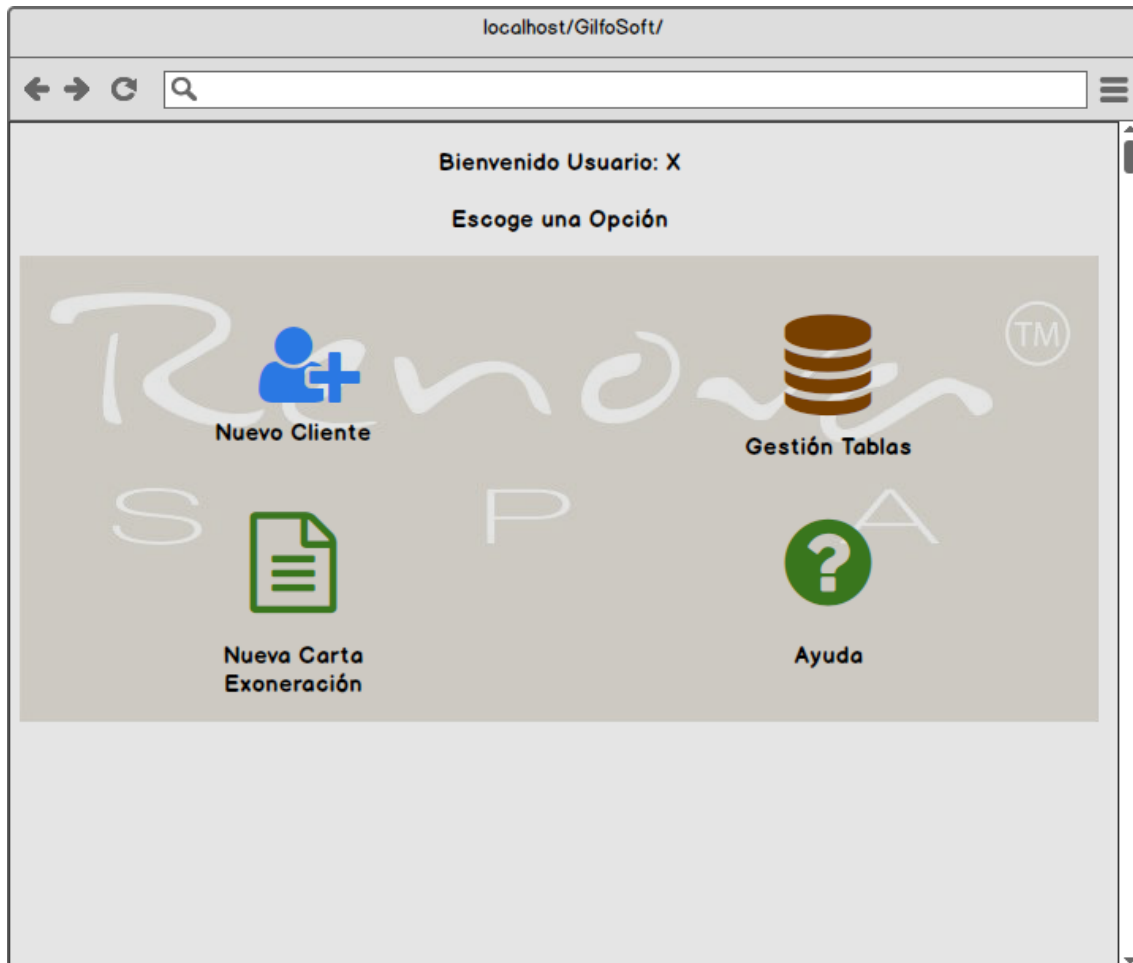 localhost/GilfoSoft/
Bienvenido Usuario: X
Escoge una Opción
Renova TM
Nuevo Cliente
Gestión Tablas
S P A
Nueva Carta
Exoneración
Ayuda